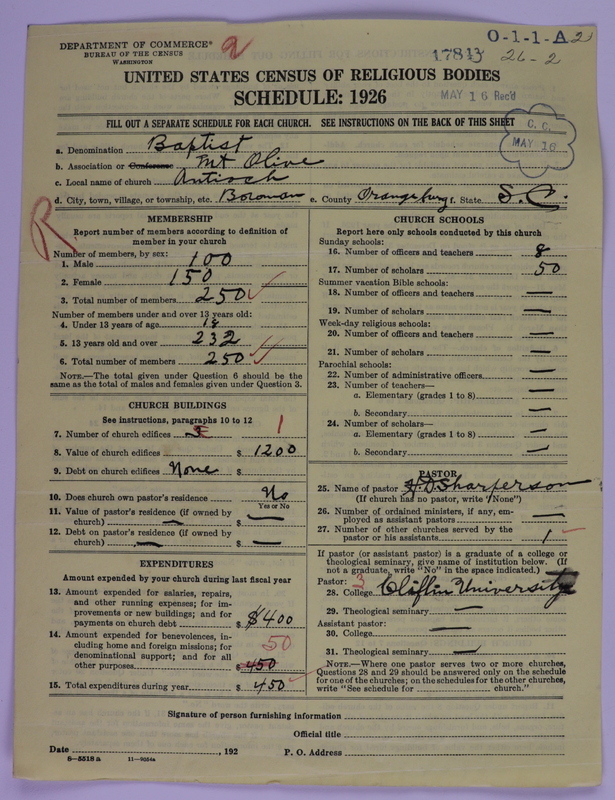 DEPARTMENT OF COMMERCE
BUREAU OF THE CENSUS
WASHINGTON
O-1-1-A 2
17843 26-2
UNITED STATES CENSUS OF RELIGIOUS BODIES
SCHEDULE: 1926
MAY 16 Rec'd
FILL OUT A SEPARATE SCHEDULE FOR EACH CHURCH. SEE INSTRUCTIONS ON THE BACK OF THIS SHEET
C. C.
MAY 16
a. Denomination Baptist
b. Association or Conference Mt Olive
c. Local name of church Antioch
d. City, town, village, or township, etc. Bowman e. County Orangeburg f. State S.C.
R
MEMBERSHIP
Report number of members according to definition of
member in your church
Number of members, by sex:
1. Male 100
2. Female 150
3. Total number of members 250
Number of members under and over 13 years old:
4. Under 13 years of age 18
5. 13 years old and over 232
6. Total number of members 250
NOTE.—The total given under Question 6 should be the
same as the total of males and females given under Question 3.
CHURCH BUILDINGS
See instructions, paragraphs 10 to 12
7. Number of church edifices 1
8. Value of church edifices $ 1200
9. Debt on church edifices None $
10. Does church own pastor's residence No
Yes or No
11. Value of pastor's residence (if owned by
church) — $ —
12. Debt on pastor's residence (if owned by
church) — $ —
EXPENDITURES
Amount expended by your church during last fiscal year
13. Amount expended for salaries, repairs,
and other running expenses; for im-
provements or new buildings; and for
payments on church debt $ $400
14. Amount expended for benevolences, in-
cluding home and foreign missions; for
denominational support; and for all
other purposes $ 450 50
15. Total expenditures during year $ 450
CHURCH SCHOOLS
Report here only schools conducted by this church
Sunday schools:
16. Number of officers and teachers 8
17. Number of scholars 50
Summer vacation Bible schools:
18. Number of officers and teachers —
19. Number of scholars —
Week-day religious schools:
20. Number of officers and teachers —
21. Number of scholars —
Parochial schools:
22. Number of administrative officers —
23. Number of teachers—
a. Elementary (grades 1 to 8) —
b. Secondary —
24. Number of scholars—
a. Elementary (grades 1 to 8) —
b. Secondary —
PASTOR
25. Name of pastor H.D. Sharperson
(If church has no pastor, write "None")
26. Number of ordained ministers, if any, em-
ployed as assistant pastors —
27. Number of other churches served by the
pastor or his assistants 1
If pastor (or assistant pastor) is a graduate of a college or
theological seminary, give name of institution below. (If
not a graduate, write "No" in the space indicated.)
Pastor: 3
28. College Claflin University
29. Theological seminary —
Assistant pastor:
30. College —
31. Theological seminary —
NOTE.—Where one pastor serves two or more churches,
Questions 28 and 29 should be answered only on the schedule
for one of the churches; on the schedules for the other churches,
write "See schedule for church."
Signature of person furnishing information
Official title
Date , 192 P. O. Address
8-5518 a 11-9054a